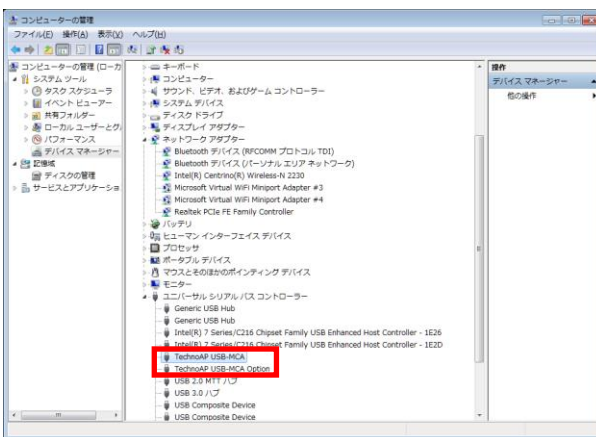 コンピューターの管理
ファイル(F) 操作(A) 表示(V) ヘルプ(H)
コンピューターの管理 (ローカ
システム ツール
タスク スケジューラ
イベント ビューアー
共有フォルダー
ローカル ユーザーとグ
パフォーマンス
デバイス マネージャー
記憶域
ディスクの管理
サービスとアプリケーショ
キーボード
コンピューター
サウンド、ビデオ、およびゲーム コントローラー
システム デバイス
ディスク ドライブ
ディスプレイ アダプター
ネットワーク アダプター
Bluetooth デバイス (RFCOMM プロトコル TDI)
Bluetooth デバイス (パーソナル エリア ネットワーク)
Intel(R) Centrino(R) Wireless-N 2230
Microsoft Virtual WiFi Miniport Adapter #3
Microsoft Virtual WiFi Miniport Adapter #4
Realtek PCIe FE Family Controller
バッテリ
ヒューマン インターフェイス デバイス
プロセッサ
ポータブル デバイス
マウスとそのほかのポインティング デバイス
モニター
ユニバーサル シリアル バス コントローラー
Generic USB Hub
Generic USB Hub
Intel(R) 7 Series/C216 Chipset Family USB Enhanced Host Controller - 1E26
Intel(R) 7 Series/C216 Chipset Family USB Enhanced Host Controller - 1E2D
TechnoAP USB-MCA
TechnoAP USB-MCA Option
USB 2.0 MTT ハブ
USB 3.0 ハブ
USB Composite Device
USB Composite Device
操作
デバイス マネージャー
他の操作